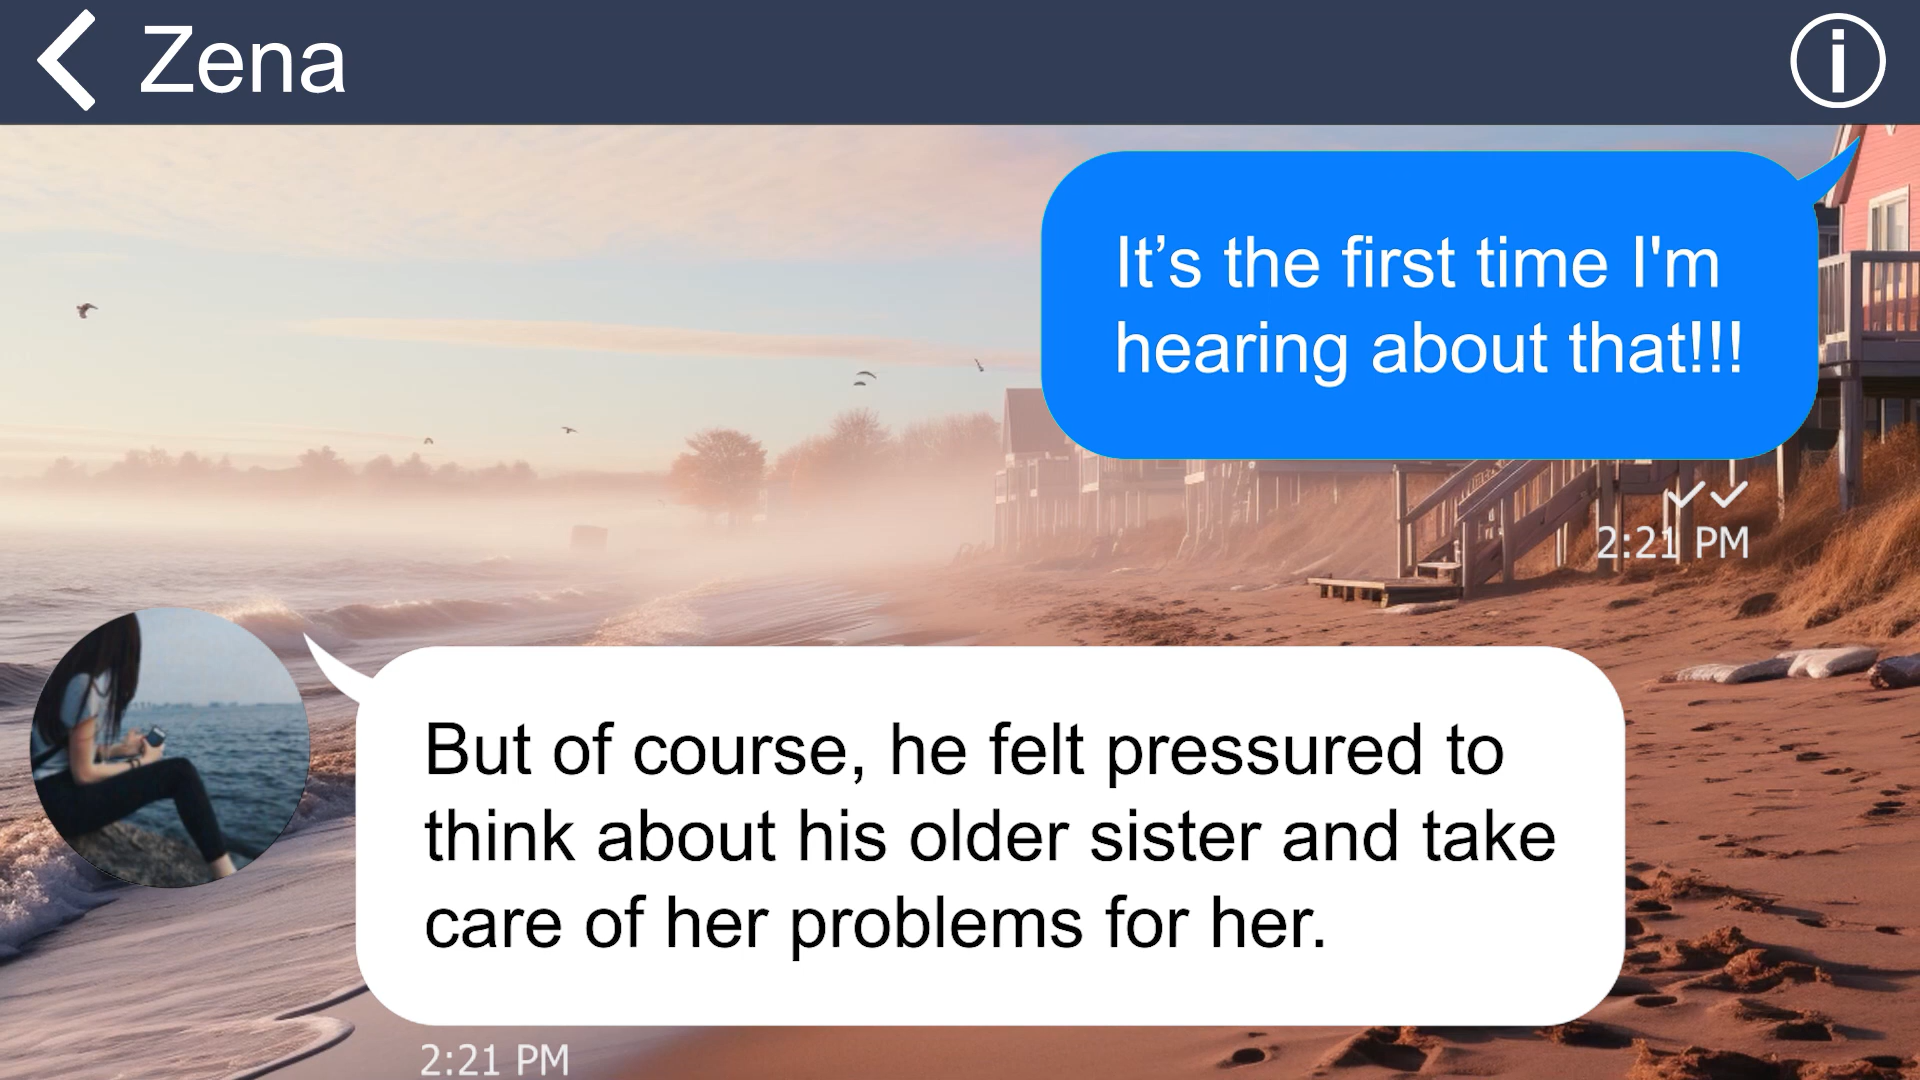 Zena
It’s the first time I'm
hearing about that!!!
2:21 PM
But of course, he felt pressured to
think about his older sister and take
care of her problems for her.
2:21 PM